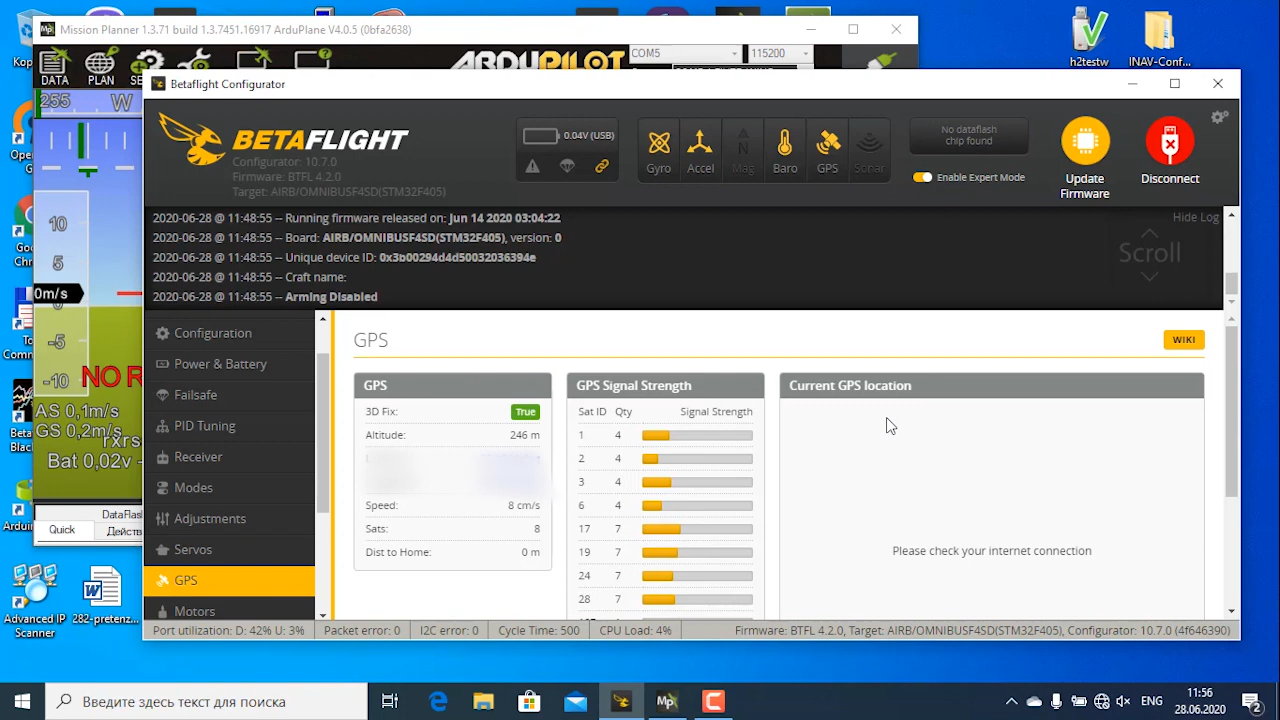 Mission Planner 1.3.71 build 1.3.7451.16917 ArduPlane V4.0.5 (0bfa2638)
h2testw
INAV-Conf...
DATA
PLAN
ARDUPILOT
COM5
115200
Betaflight Configurator
BETAFLIGHT
Configurator: 10.7.0
Firmware: BTFL 4.2.0
Target: AIRB/OMNIBUSF4SD(STM32F405)
0.04V (USB)
Gyro
Accel
Mag
Baro
GPS
Sonar
No dataflash
chip found
Enable Expert Mode
Update
Firmware
Disconnect
255
W
10
5
0m/s
-5
-10
AS 0,1m/s
GS 0,2m/s
rxrs
Bat 0,02v
NO R
Quick
2020-06-28 @ 11:48:55 -- Running firmware released on: Jun 14 2020 03:04:22
2020-06-28 @ 11:48:55 -- Board: AIRB/OMNIBUSF4SD(STM32F405), version: 0
2020-06-28 @ 11:48:55 -- Unique device ID: 0x3b00294d4d50032036394e
2020-06-28 @ 11:48:55 -- Craft name:
2020-06-28 @ 11:48:55 -- Arming Disabled
Hide Log
Scroll
Configuration
Power & Battery
Failsafe
PID Tuning
Receiver
Modes
Adjustments
Servos
GPS
Motors
GPS
WIKI
GPS
3D Fix: True
Altitude: 246 m
Speed: 8 cm/s
Sats: 8
Dist to Home: 0 m
GPS Signal Strength
Sat ID Qty Signal Strength
1 4
2 4
3 4
6 4
17 7
19 7
24 7
28 7
Current GPS location
Please check your internet connection
Port utilization: D: 42% U: 3%
Packet error: 0
I2C error: 0
Cycle Time: 500
CPU Load: 4%
Firmware: BTFL 4.2.0, Target: AIRB/OMNIBUSF4SD(STM32F405), Configurator: 10.7.0 (4f646390)
Advanced IP
Scanner
282-pretenz...
Введите здесь текст для поиска
ENG
11:56
28.06.2020
2